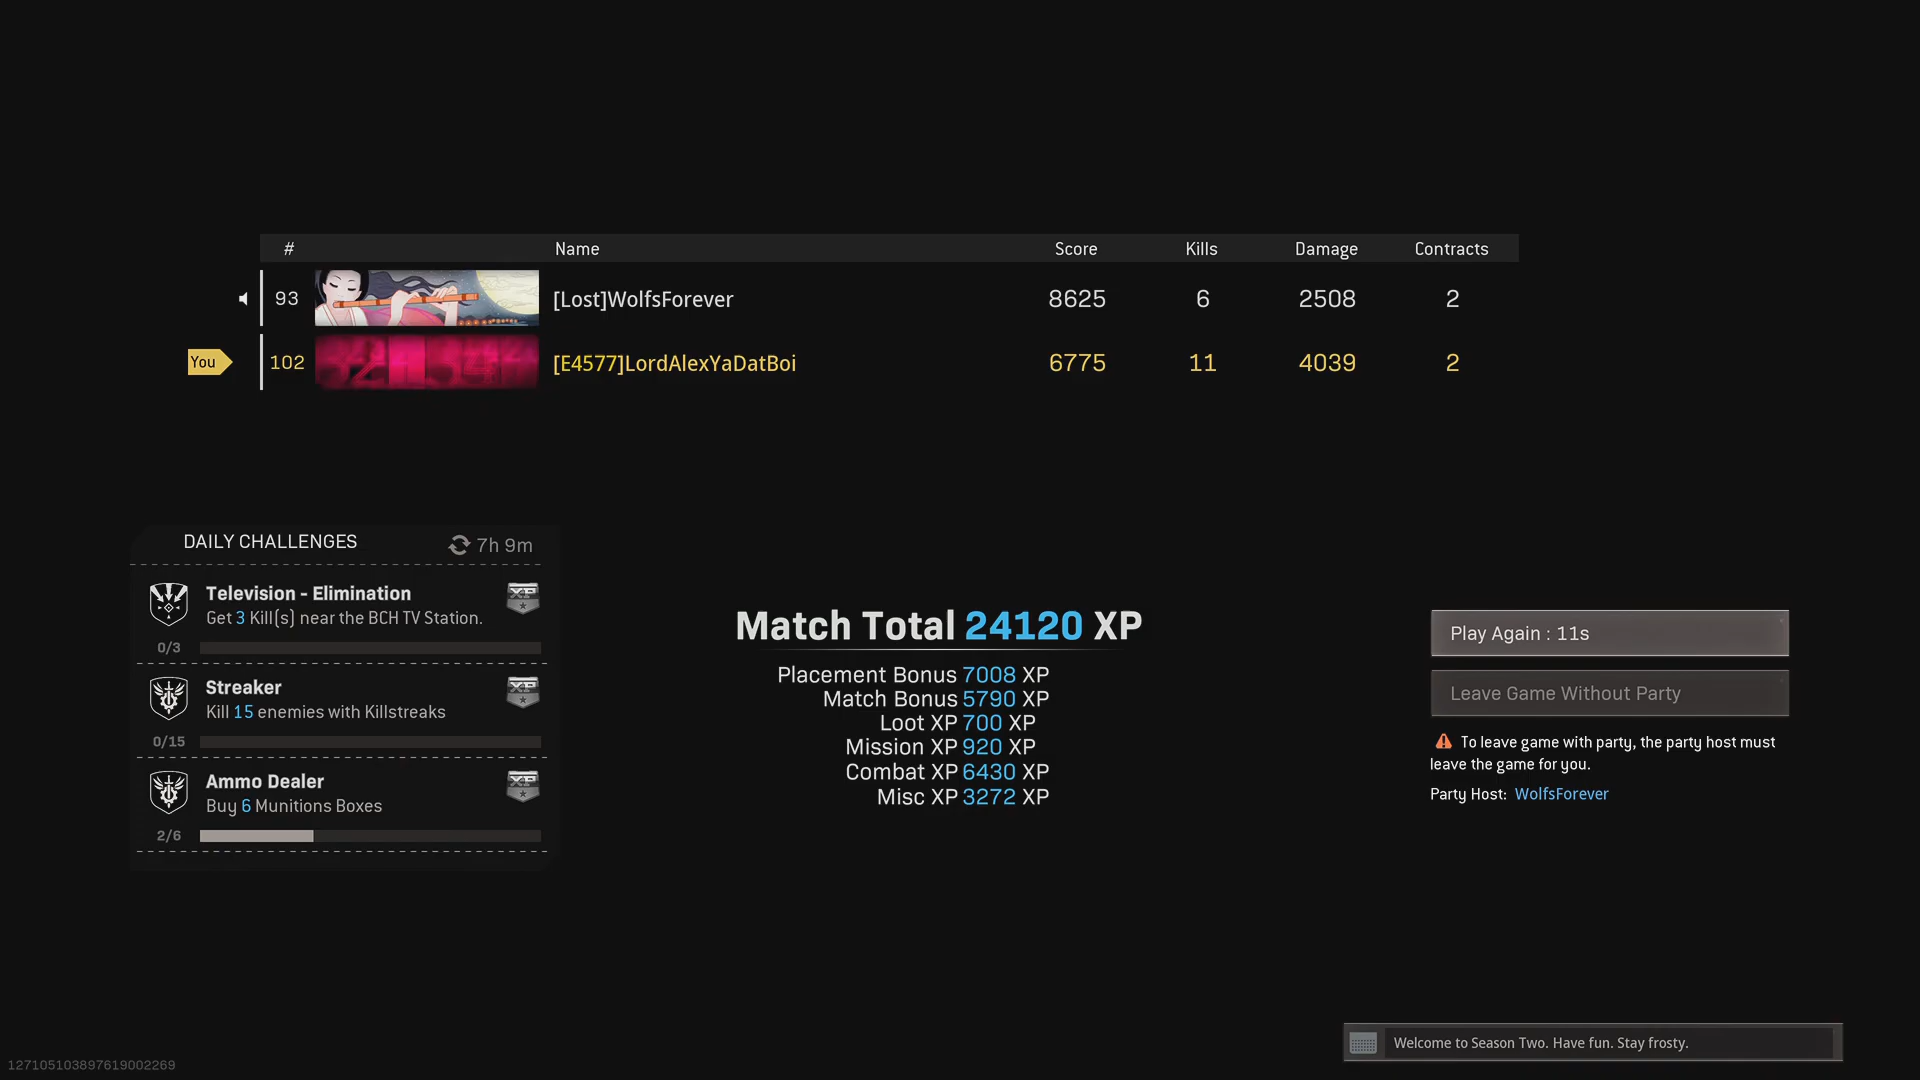 # Name Score Kills Damage Contracts
93 [Lost]WolfsForever 8625 6 2508 2
You 102 [E4577]LordAlexYaDatBoi 6775 11 4039 2
DAILY CHALLENGES 7h 9m
Television - Elimination XP
Get 3 Kill(s) near the BCH TV Station.
0/3
Streaker XP
Kill 15 enemies with Killstreaks
0/15
Ammo Dealer XP
Buy 6 Munitions Boxes
2/6
Match Total 24120 XP
Placement Bonus 7008 XP
Match Bonus 5790 XP
Loot XP 700 XP
Mission XP 920 XP
Combat XP 6430 XP
Misc XP 3272 XP
Play Again : 11s
Leave Game Without Party
To leave game with party, the party host must
leave the game for you.
Party Host: WolfsForever
Welcome to Season Two. Have fun. Stay frosty.
127105103897619002269